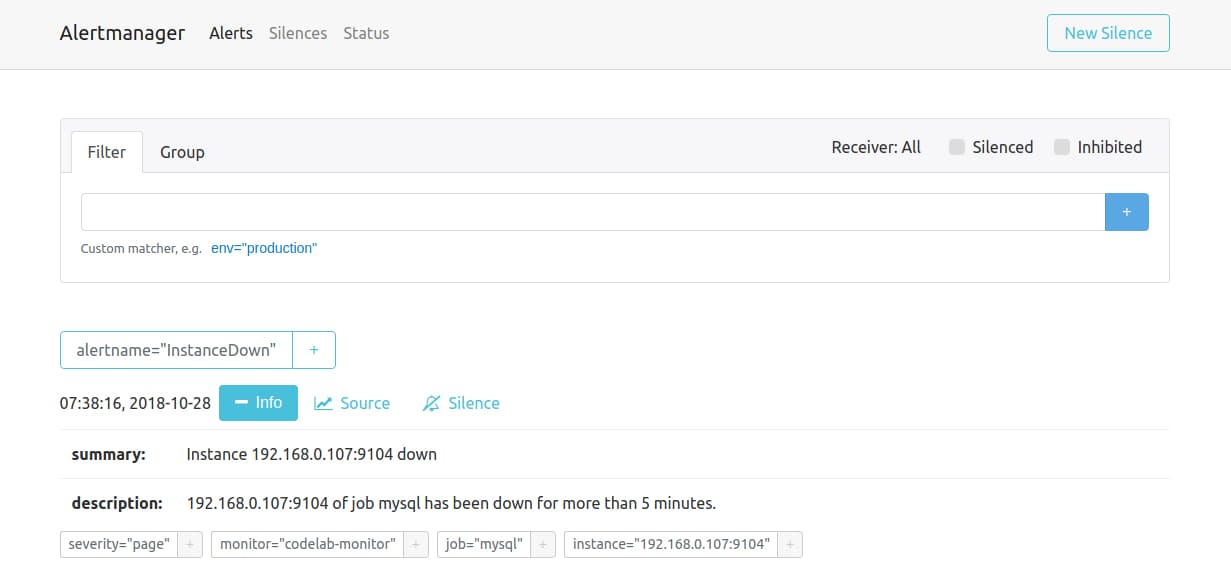 Alertmanager Alerts Silences Status New Silence
Filter Group Receiver: All Silenced Inhibited
+
Custom matcher, e.g. env="production"
alertname="InstanceDown" +
07:38:16, 2018-10-28 Info Source Silence
summary: Instance 192.168.0.107:9104 down
description: 192.168.0.107:9104 of job mysql has been down for more than 5 minutes.
severity="page" + monitor="codelab-monitor" + job="mysql" + instance="192.168.0.107:9104" +